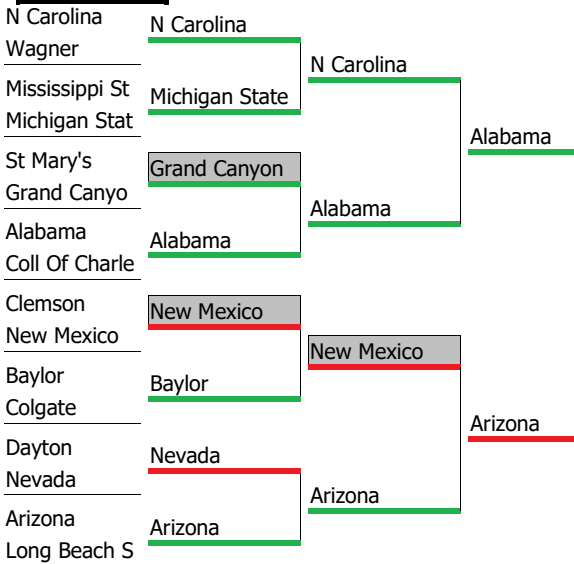 N Carolina
Wagner
Mississippi St
Michigan Stat
St Mary's
Grand Canyo
Alabama
Coll Of Charle
Clemson
New Mexico
Baylor
Colgate
Dayton
Nevada
Arizona
Long Beach S
N Carolina
Michigan State
Grand Canyon
Alabama
New Mexico
Baylor
Nevada
Arizona
N Carolina
Alabama
New Mexico
Arizona
Alabama
Arizona